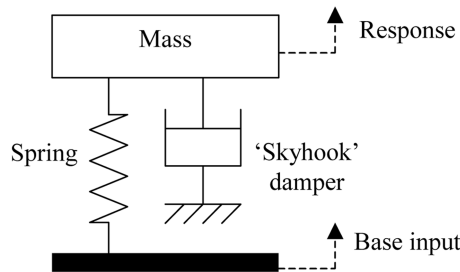 Mass
Response
Spring
‘Skyhook’
damper
Base input